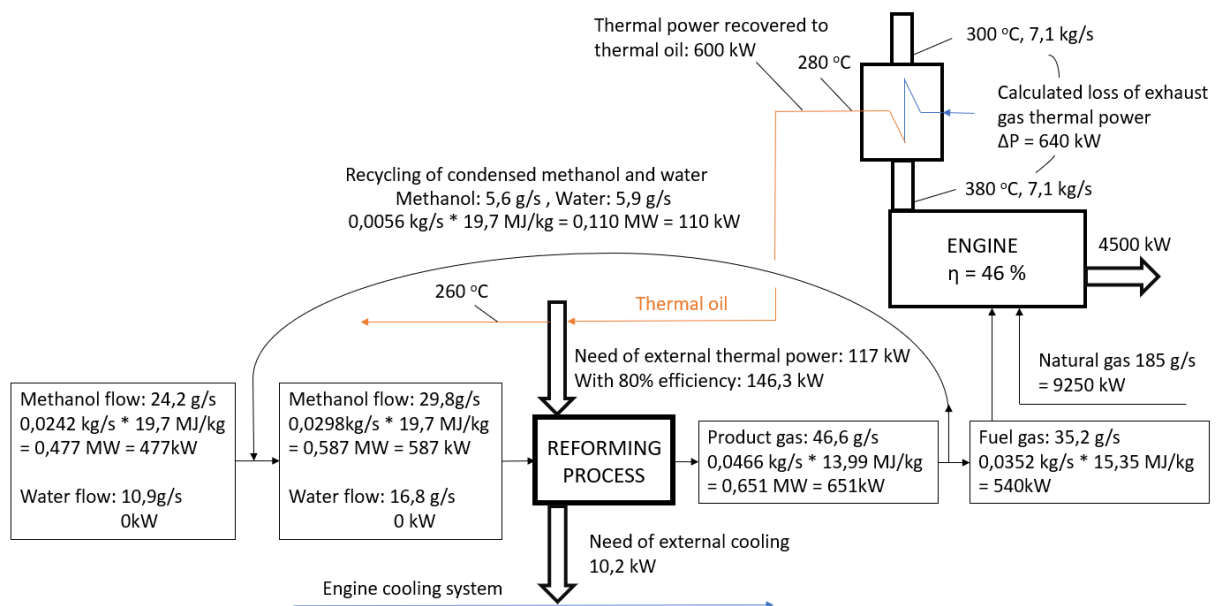 Thermal power recovered to
thermal oil: 600 kW
280 °C
300 °C, 7,1 kg/s
Calculated loss of exhaust
gas thermal power
ΔP = 640 kW
380 °C, 7,1 kg/s
Recycling of condensed methanol and water
Methanol: 5,6 g/s , Water: 5,9 g/s
0,0056 kg/s * 19,7 MJ/kg = 0,110 MW = 110 kW
ENGINE
η = 46 %
4500 kW
260 °C
Thermal oil
Need of external thermal power: 117 kW
With 80% efficiency: 146,3 kW
Natural gas 185 g/s
= 9250 kW
Methanol flow: 24,2 g/s
0,0242 kg/s * 19,7 MJ/kg
= 0,477 MW = 477kW
Water flow: 10,9g/s
0kW
Methanol flow: 29,8g/s
0,0298kg/s * 19,7 MJ/kg
= 0,587 MW = 587 kW
Water flow: 16,8 g/s
0 kW
REFORMING
PROCESS
Product gas: 46,6 g/s
0,0466 kg/s * 13,99 MJ/kg
= 0,651 MW = 651kW
Fuel gas: 35,2 g/s
0,0352 kg/s * 15,35 MJ/kg
= 540kW
Need of external cooling
10,2 kW
Engine cooling system